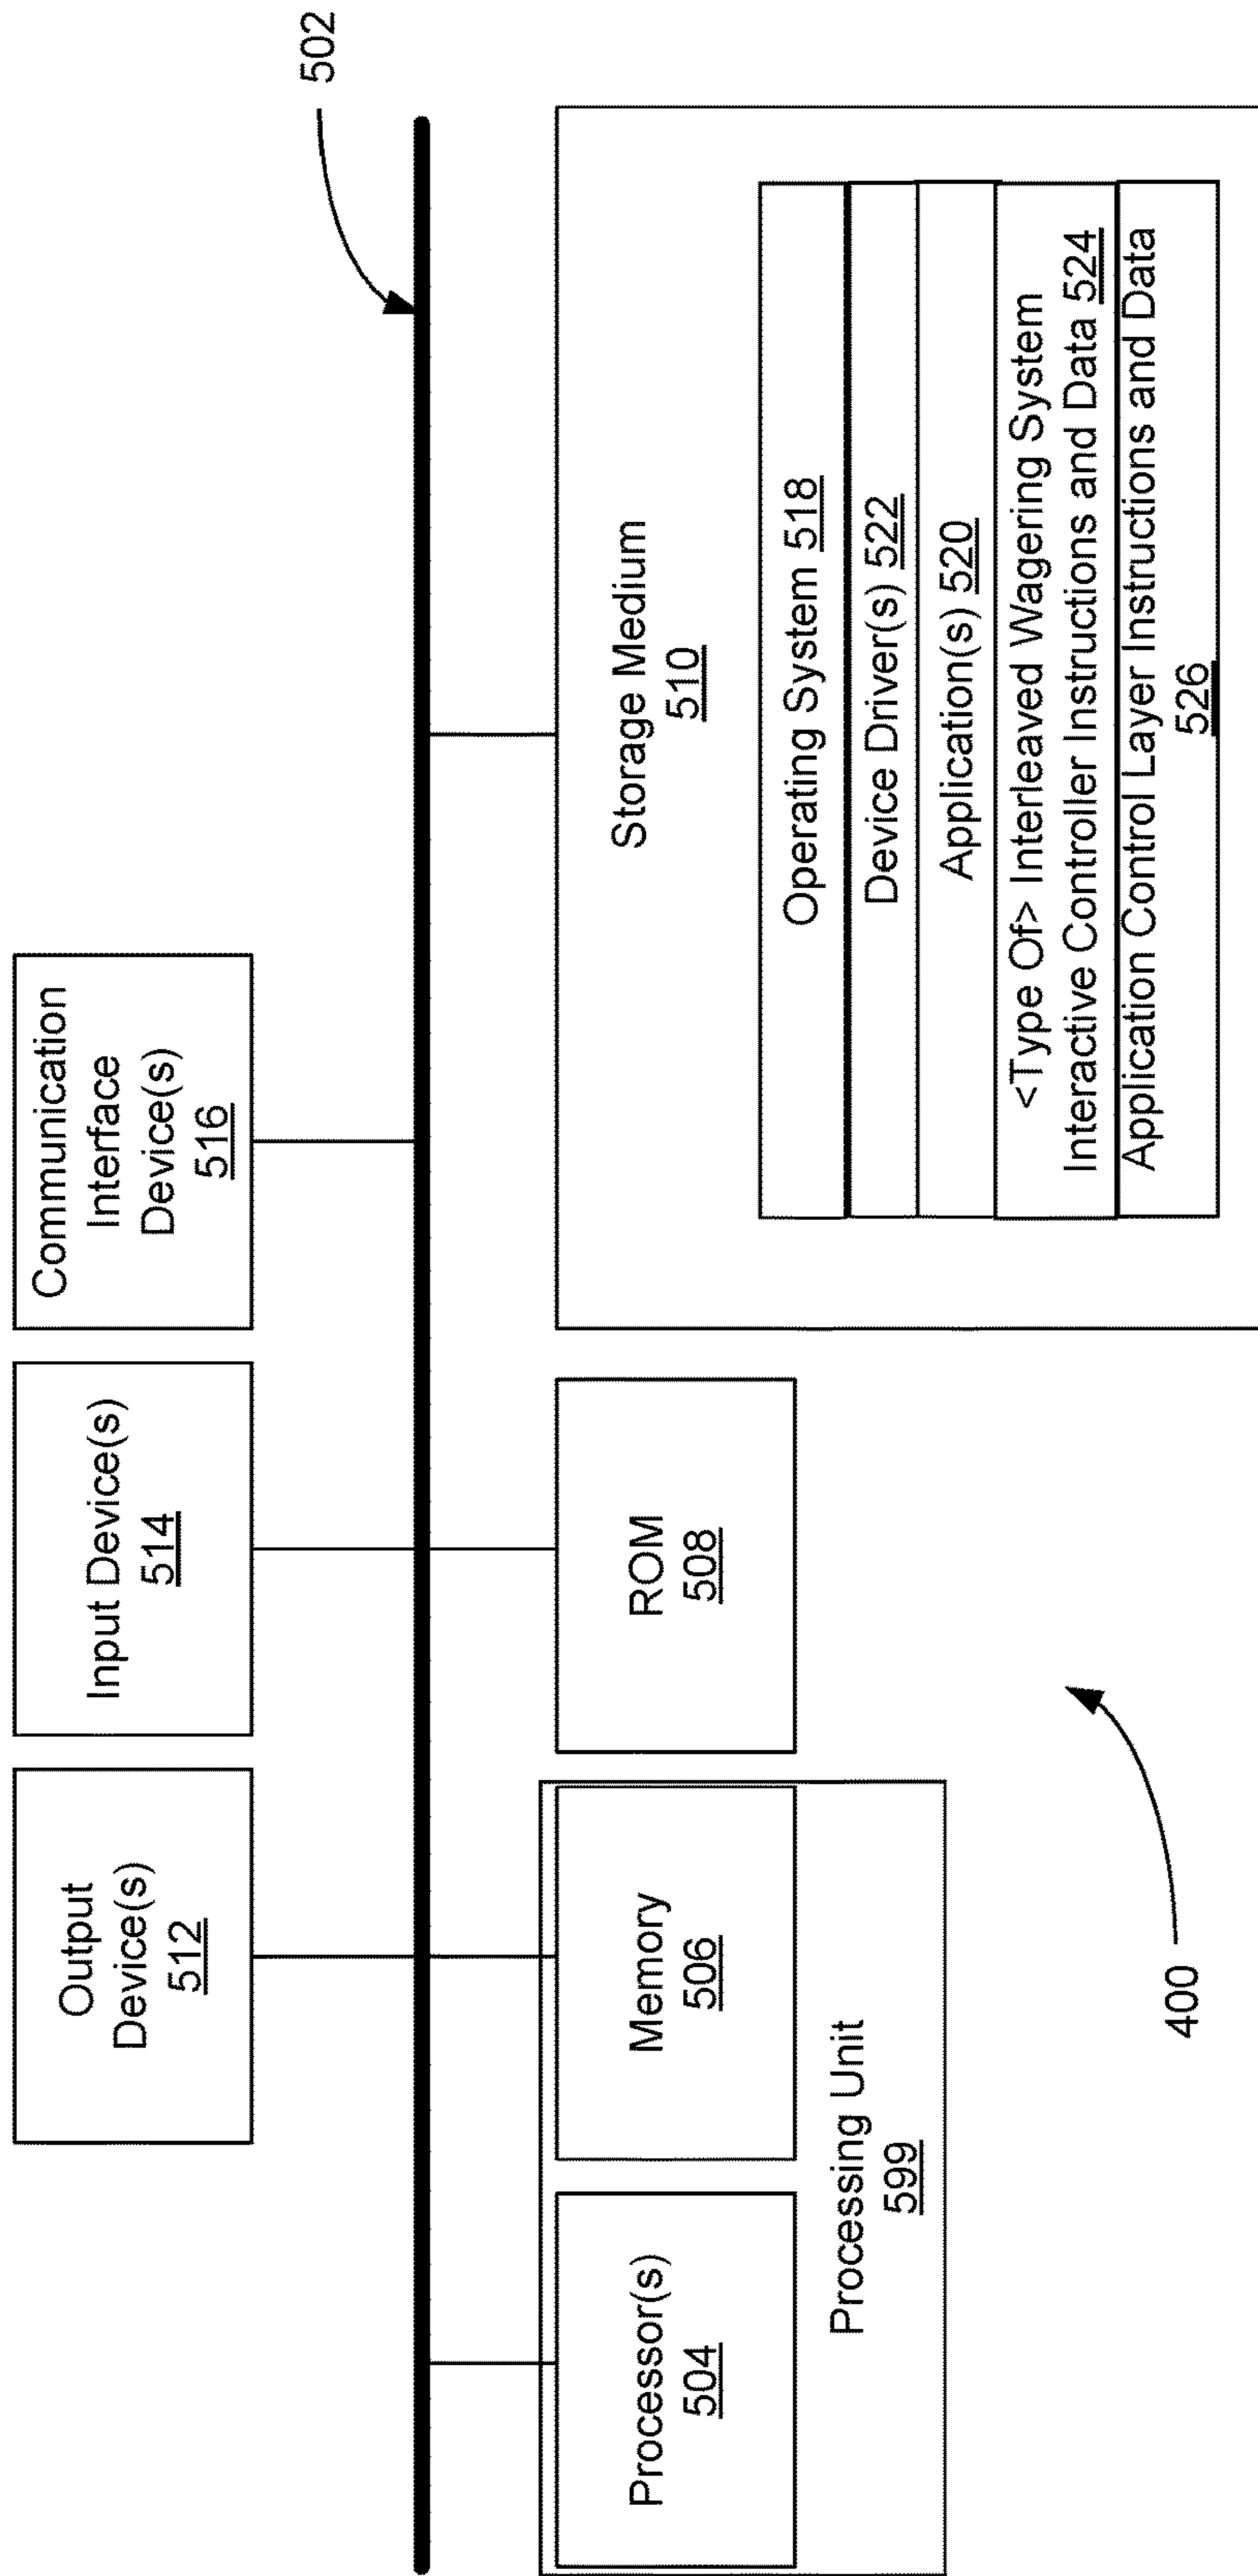 502
Output
Device(s)
512
Input Device(s)
514
Communication
Interface
Device(s)
516
Processor(s)
504
Memory
506
Processing Unit
599
ROM
508
Storage Medium
510
Operating System 518
Device Driver(s) 522
Application(s) 520
<Type Of> Interleaved Wagering System
Interactive Controller Instructions and Data 524
Application Control Layer Instructions and Data
526
400